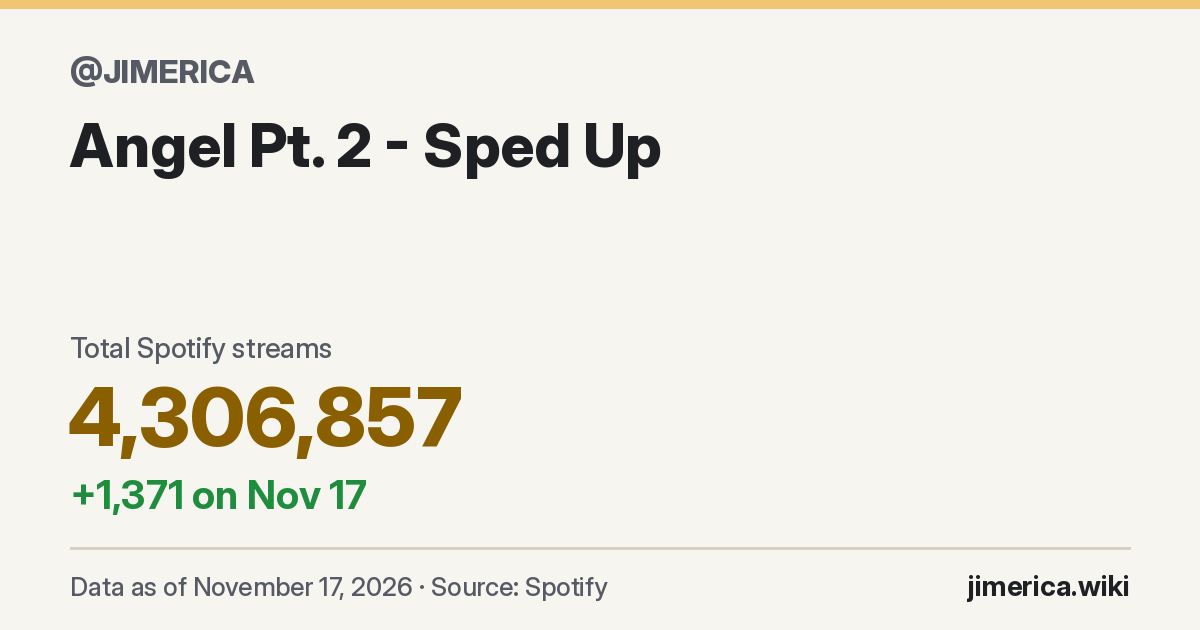 @JIMERICA
Angel Pt. 2 - Sped Up
Total Spotify streams
4,306,857
+1,371 on Nov 17
Data as of November 17, 2026 · Source: Spotify
jimerica.wiki